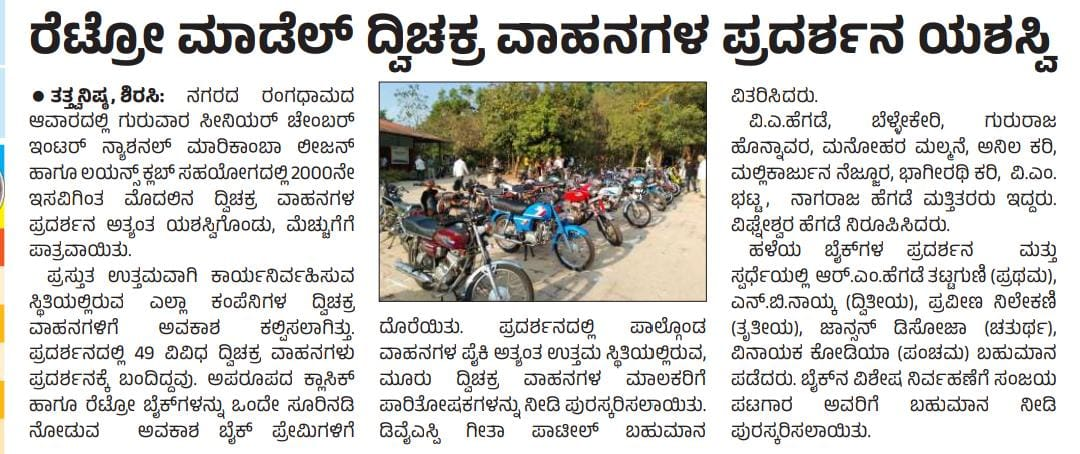 ರೆಟ್ರೋ ಮಾಡೆಲ್ ದ್ವಿಚಕ್ರ ವಾಹನಗಳ ಪ್ರದರ್ಶನ ಯಶಸ್ವಿ
● ತತ್ತ್ವನಿಷ್ಠ, ಶಿರಸಿ: ನಗರದ ರಂಗಧಾಮದ
ಆವಾರದಲ್ಲಿ ಗುರುವಾರ ಸೀನಿಯರ್ ಚೇಂಬರ್
ಇಂಟರ್ ನ್ಯಾಶನಲ್ ಮಾರಿಕಾಂಬಾ ಲೀಜನ್
ಹಾಗೂ ಲಯನ್ಸ್ ಕ್ಲಬ್ ಸಹಯೋಗದಲ್ಲಿ 2000ನೇ
ಇಸವಿಗಿಂತ ಮೊದಲಿನ ದ್ವಿಚಕ್ರ ವಾಹನಗಳ
ಪ್ರದರ್ಶನ ಅತ್ಯಂತ ಯಶಸ್ವಿಗೊಂಡು, ಮೆಚ್ಚುಗೆಗೆ
ಪಾತ್ರವಾಯಿತು.
ಪ್ರಸ್ತುತ ಉತ್ತಮವಾಗಿ ಕಾರ್ಯನಿರ್ವಹಿಸುವ
ಸ್ಥಿತಿಯಲ್ಲಿರುವ ಎಲ್ಲಾ ಕಂಪೆನಿಗಳ ದ್ವಿಚಕ್ರ
ವಾಹನಗಳಿಗೆ ಅವಕಾಶ ಕಲ್ಪಿಸಲಾಗಿತ್ತು.
ಪ್ರದರ್ಶನದಲ್ಲಿ 49 ವಿವಿಧ ದ್ವಿಚಕ್ರ ವಾಹನಗಳು
ಪ್ರದರ್ಶನಕ್ಕೆ ಬಂದಿದ್ದವು. ಅಪರೂಪದ ಕ್ಲಾಸಿಕ್
ಹಾಗೂ ರೆಟ್ರೋ ಬೈಕ್‌ಗಳನ್ನು ಒಂದೇ ಸೂರಿನಡಿ
ನೋಡುವ ಅವಕಾಶ ಬೈಕ್ ಪ್ರೇಮಿಗಳಿಗೆ
ದೊರೆಯಿತು. ಪ್ರದರ್ಶನದಲ್ಲಿ ಪಾಲ್ಗೊಂಡ
ವಾಹನಗಳ ಪೈಕಿ ಅತ್ಯಂತ ಉತ್ತಮ ಸ್ಥಿತಿಯಲ್ಲಿರುವ,
ಮೂರು ದ್ವಿಚಕ್ರ ವಾಹನಗಳ ಮಾಲಕರಿಗೆ
ಪಾರಿತೋಷಕಗಳನ್ನು ನೀಡಿ ಪುರಸ್ಕರಿಸಲಾಯಿತು.
ಡಿವೈಎಸ್ಪಿ ಗೀತಾ ಪಾಟೀಲ್ ಬಹುಮಾನ
ವಿತರಿಸಿದರು.
ವಿ.ಎ.ಹೆಗಡೆ, ಬೆಳ್ಳೇಕೇರಿ, ಗುರುರಾಜ
ಹೊನ್ನಾವರ, ಮನೋಹರ ಮಲ್ಮನೆ, ಅನಿಲ ಕರಿ,
ಮಲ್ಲಿಕಾರ್ಜುನ ನೆಜ್ಜೂರ, ಭಾಗೀರಥಿ ಕರಿ, ವಿ.ಎಂ.
ಭಟ್ಟ, ನಾಗರಾಜ ಹೆಗಡೆ ಮತ್ತಿತರರು ಇದ್ದರು.
ವಿಘ್ನೇಶ್ವರ ಹೆಗಡೆ ನಿರೂಪಿಸಿದರು.
ಹಳೆಯ ಬೈಕ್‌ಗಳ ಪ್ರದರ್ಶನ ಮತ್ತು
ಸ್ಪರ್ಧೆಯಲ್ಲಿ ಆರ್.ಎಂ.ಹೆಗಡೆ ತಟ್ಟಗುಣಿ (ಪ್ರಥಮ),
ಎನ್.ಬಿ.ನಾಯ್ಕ (ದ್ವಿತೀಯ), ಪ್ರವೀಣ ನಿಲೇಕಣಿ
(ತೃತೀಯ), ಜಾನ್ಸನ್ ಡಿಸೋಜಾ (ಚತುರ್ಥ),
ವಿನಾಯಕ ಕೋಡಿಯಾ (ಪಂಚಮ) ಬಹುಮಾನ
ಪಡೆದರು. ಬೈಕ್‌ನ ವಿಶೇಷ ನಿರ್ವಹಣೆಗೆ ಸಂಜಯ
ಪಟಗಾರ ಅವರಿಗೆ ಬಹುಮಾನ ನೀಡಿ
ಪುರಸ್ಕರಿಸಲಾಯಿತು.